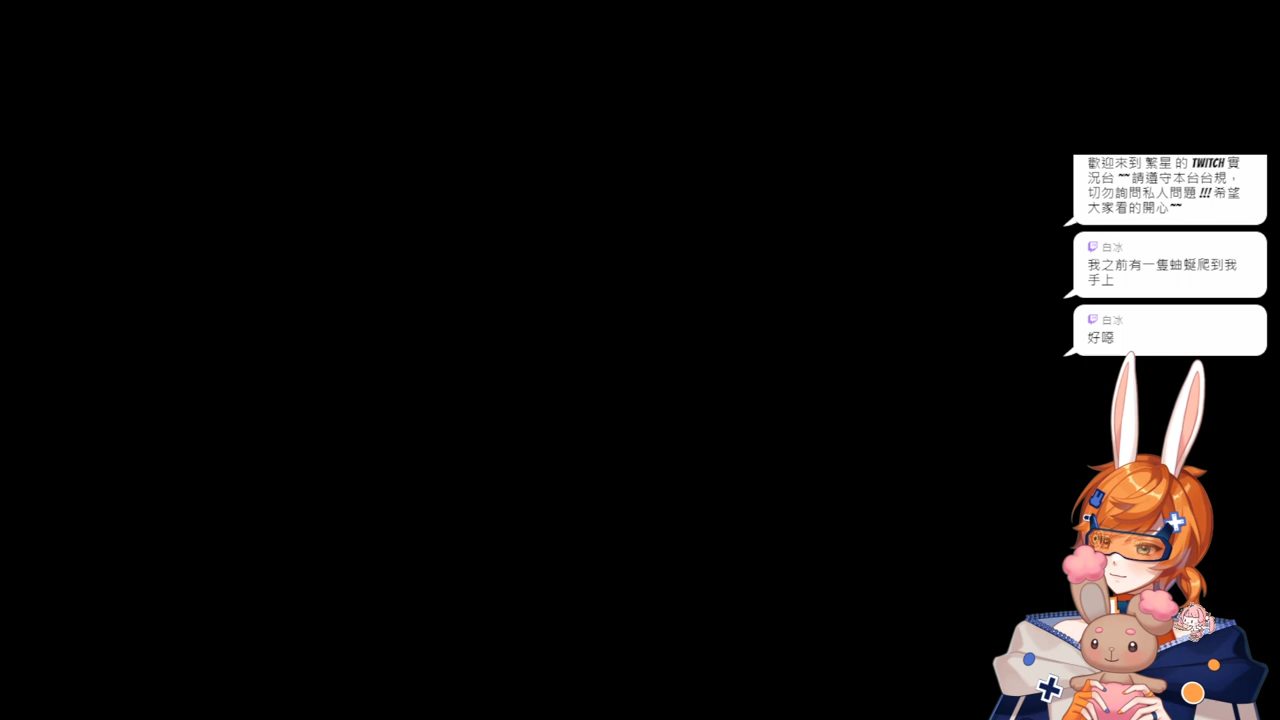 歡迎來到 繁星 的 TWITCH 實
況台 ~~ 請遵守本台台規，
切勿詢問私人問題 !!! 希望
大家看的開心 ~~
白冰
我之前有一隻蚰蜒爬到我
手上
白冰
好噁